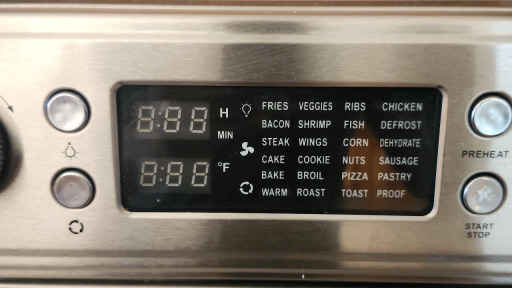 8:88 H
MIN
8:88 °F
FRIES VEGGIES RIBS CHICKEN
BACON SHRIMP FISH DEFROST
STEAK WINGS CORN DEHYDRATE
CAKE COOKIE NUTS SAUSAGE
BAKE BROIL PIZZA PASTRY
WARM ROAST TOAST PROOF
PREHEAT
START
STOP